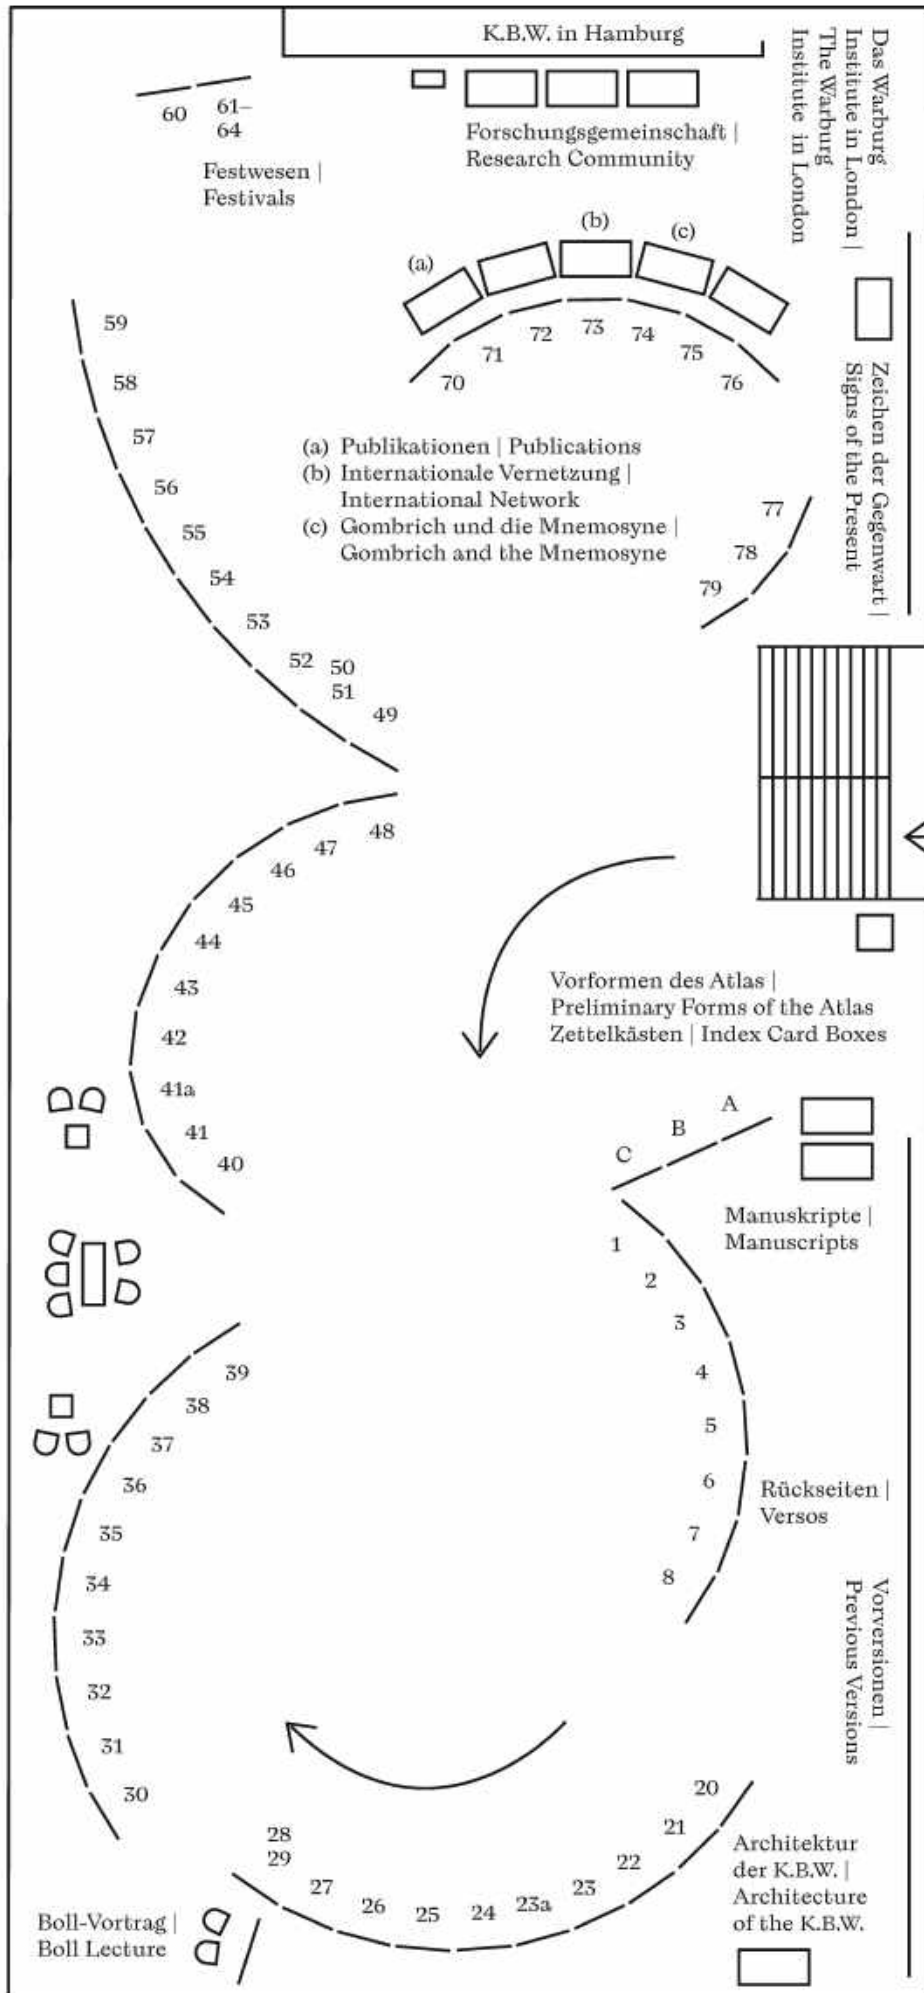 K.B.W. in Hamburg
Das Warburg
Institute in London |
The Warburg
Institute in London
60
61–
64
Festwesen |
Festivals
Forschungsgemeinschaft |
Research Community
(a)
(b)
(c)
59
58
57
56
55
54
53
52
50
51
49
70
71
72
73
74
75
76
(a) Publikationen | Publications
(b) Internationale Vernetzung |
International Network
(c) Gombrich und die Mnemosyne |
Gombrich and the Mnemosyne
77
78
79
Zeichen der Gegenwart |
Signs of the Present
48
47
46
45
44
43
42
41a
41
40
Vorformen des Atlas |
Preliminary Forms of the Atlas
Zettelkästen | Index Card Boxes
A
B
C
Manuskripte |
Manuscripts
1
2
3
4
5
6
7
8
Rückseiten |
Versos
Vorversionen |
Previous Versions
39
38
37
36
35
34
33
32
31
30
20
21
22
23
23a
24
25
26
27
28
29
Architektur
der K.B.W. |
Architecture
of the K.B.W.
Boll-Vortrag |
Boll Lecture